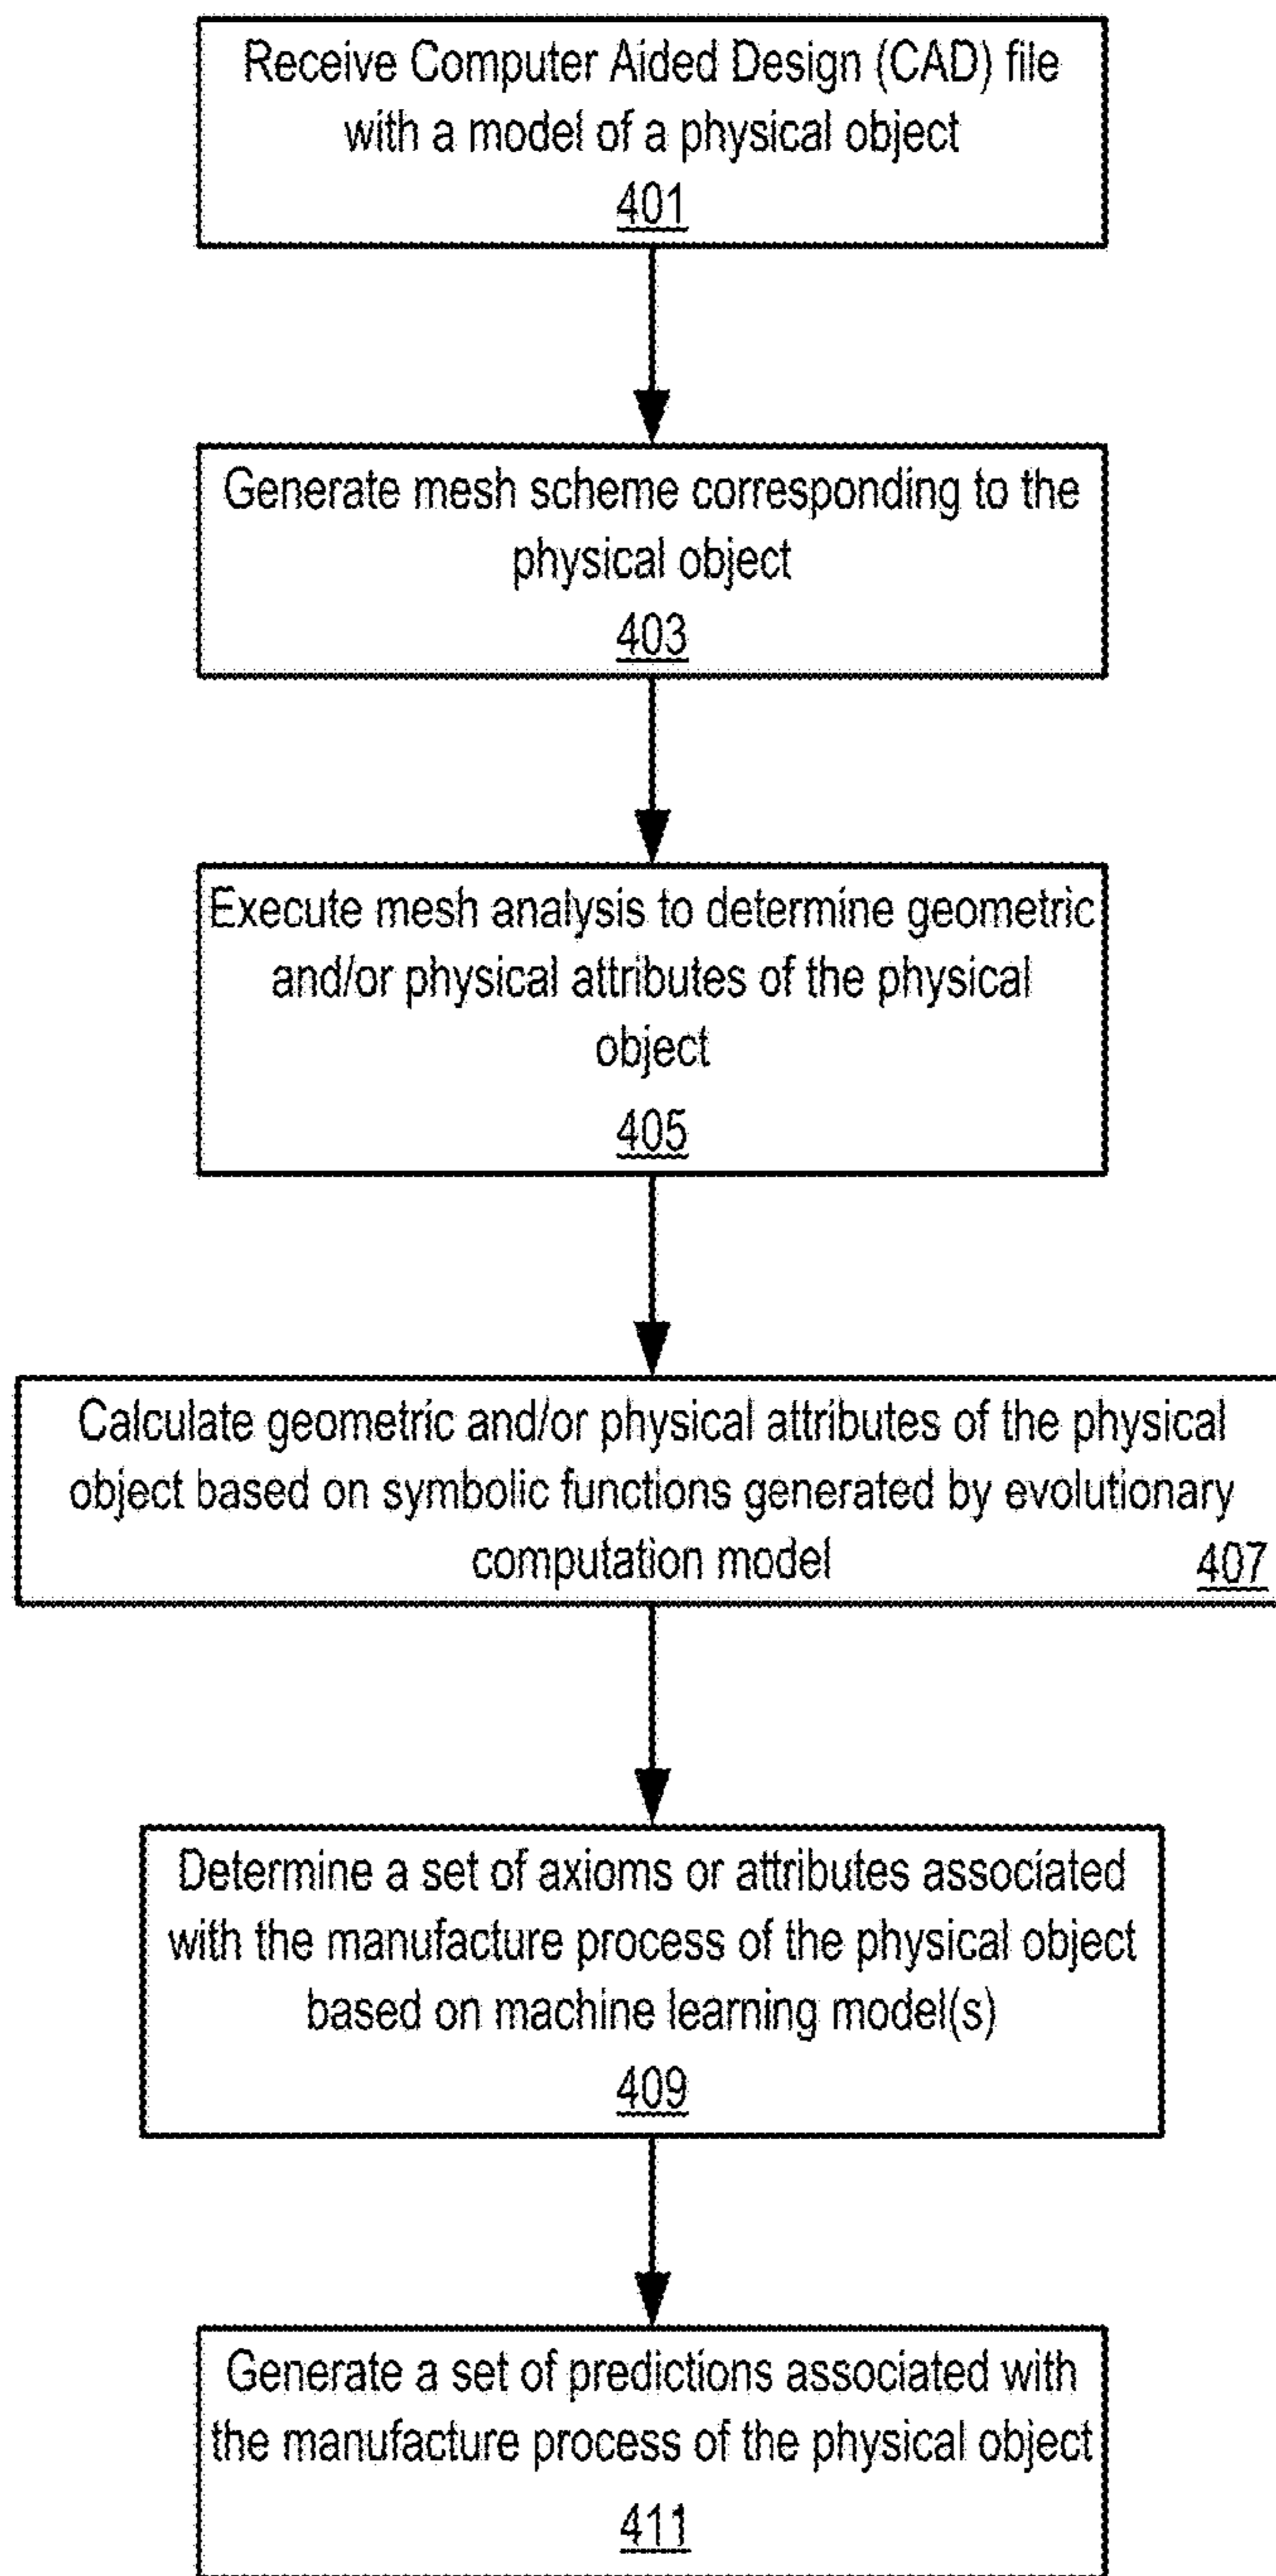 Receive Computer Aided Design (CAD) file
with a model of a physical object
401
Generate mesh scheme corresponding to the
physical object
403
Execute mesh analysis to determine geometric
and/or physical attributes of the physical
object
405
Calculate geometric and/or physical attributes of the physical
object based on symbolic functions generated by evolutionary
computation model 407
Determine a set of axioms or attributes associated
with the manufacture process of the physical object
based on machine learning model(s)
409
Generate a set of predictions associated with
the manufacture process of the physical object
411